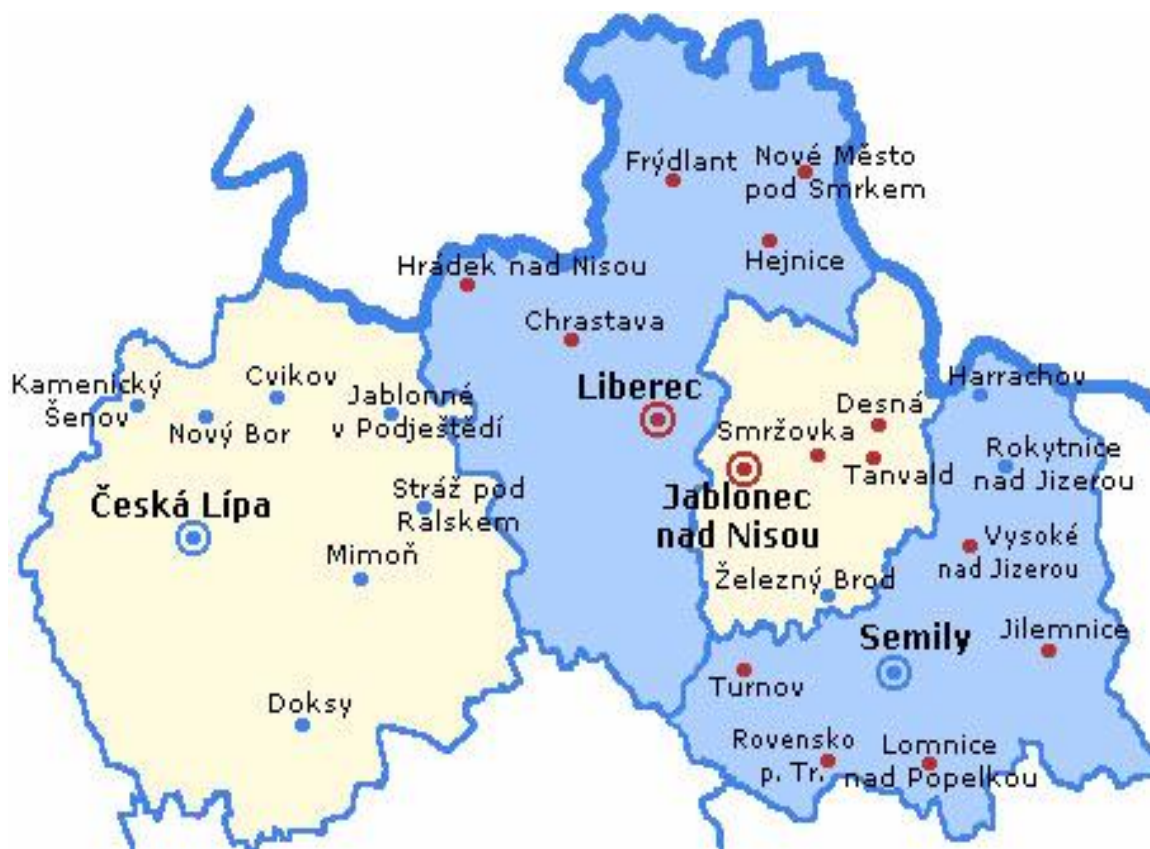 Frýdlant
Nové Město
pod Smrkem
Hejnice
Hrádek nad Nisou
Chrastava
Liberec
Kamenický
Šenov
Cvikov
Nový Bor
Jablonné
v Podještědí
Česká Lípa
Stráž pod
Ralskem
Mimoň
Doksy
Desná
Smržovka
Tanvald
Jablonec
nad Nisou
Železný Brod
Harrachov
Rokytnice
nad Jizerou
Vysoké
nad Jizerou
Semily
Jilemnice
Turnov
Rovensko
p. Tr.
Lomnice
nad Popelkou